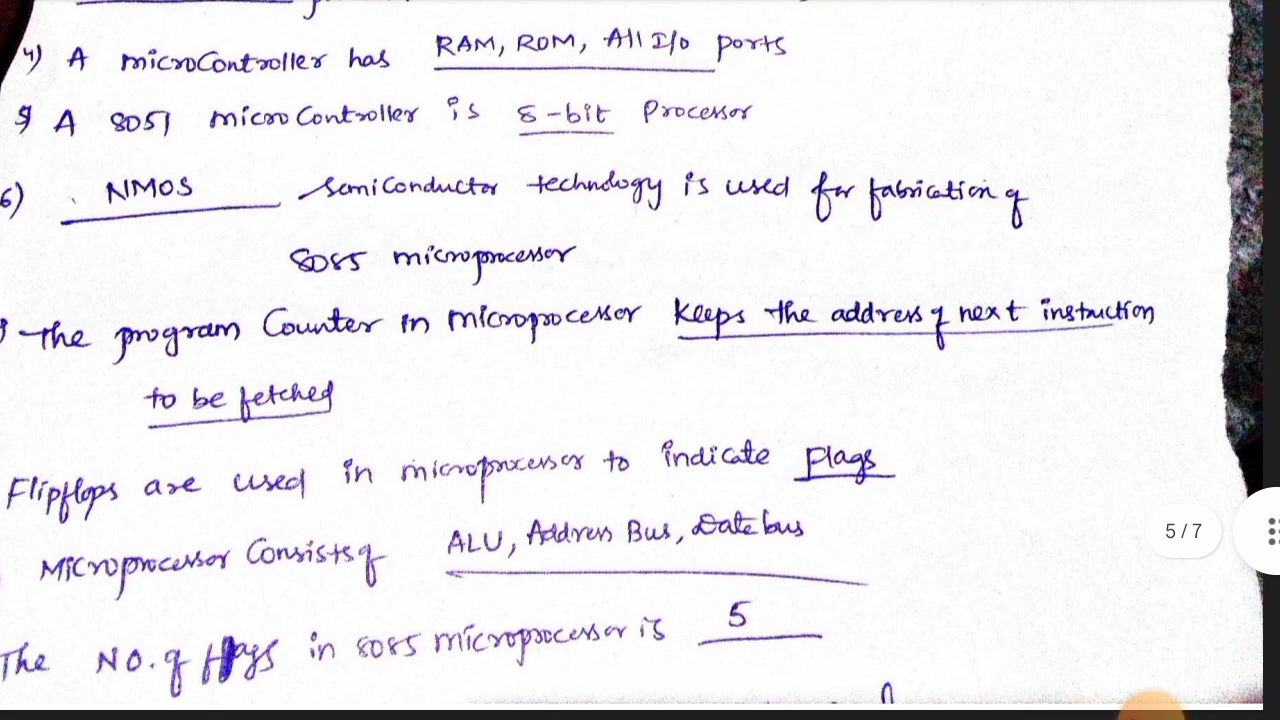 4) A microController has RAM, ROM, All I/o ports
5) A 8051 microController is 8-bit Processor
6) NMOS semiConductor technology is used for fabrication of
8085 microprocessor
The program Counter in microprocessor keeps the address of next instruction
to be fetched
Flipflops are used in microprocessor to indicate Flags
Microprocessor Consists of ALU, Address Bus, Data bus
5/7
The No. of flags in 8085 microprocessor is 5